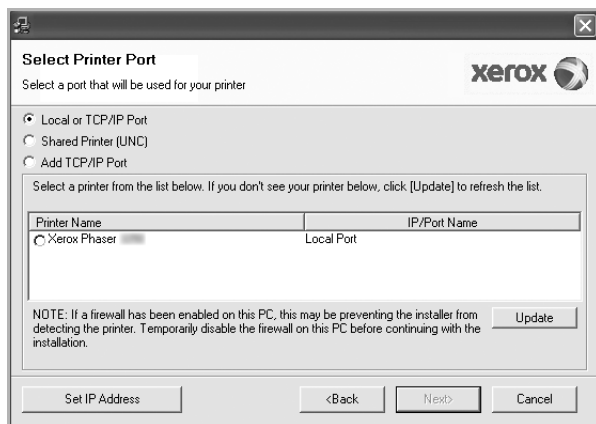 Select Printer Port
Select a port that will be used for your printer
xerox
Local or TCP/IP Port
Shared Printer (UNC)
Add TCP/IP Port
Select a printer from the list below. If you don't see your printer below, click [Update] to refresh the list.
Printer Name IP/Port Name
Xerox Phaser Local Port
NOTE: If a firewall has been enabled on this PC, this may be preventing the installer from
detecting the printer. Temporarily disable the firewall on this PC before continuing with the
installation.
Update
Set IP Address <Back Next> Cancel